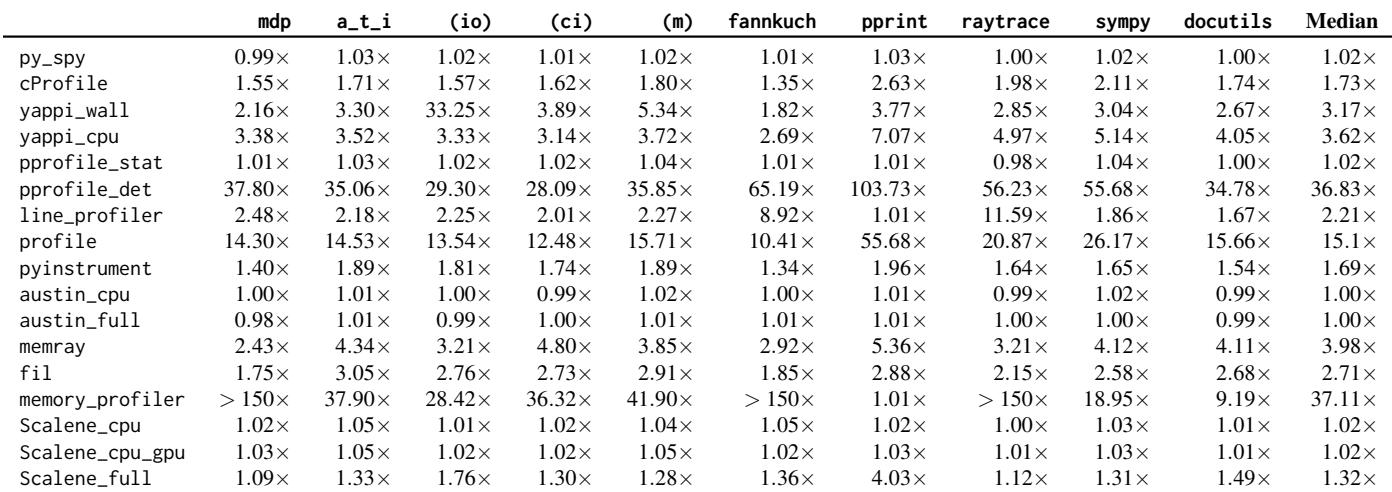 mdp a_t_i (io) (ci) (m) fannkuch pprint raytrace sympy docutils Median
py_spy 0.99× 1.03× 1.02× 1.01× 1.02× 1.01× 1.03× 1.00× 1.02× 1.00× 1.02×
cProfile 1.55× 1.71× 1.57× 1.62× 1.80× 1.35× 2.63× 1.98× 2.11× 1.74× 1.73×
yappi_wall 2.16× 3.30× 33.25× 3.89× 5.34× 1.82× 3.77× 2.85× 3.04× 2.67× 3.17×
yappi_cpu 3.38× 3.52× 3.33× 3.14× 3.72× 2.69× 7.07× 4.97× 5.14× 4.05× 3.62×
pprofile_stat 1.01× 1.03× 1.02× 1.02× 1.04× 1.01× 1.01× 0.98× 1.04× 1.00× 1.02×
pprofile_det 37.80× 35.06× 29.30× 28.09× 35.85× 65.19× 103.73× 56.23× 55.68× 34.78× 36.83×
line_profiler 2.48× 2.18× 2.25× 2.01× 2.27× 8.92× 1.01× 11.59× 1.86× 1.67× 2.21×
profile 14.30× 14.53× 13.54× 12.48× 15.71× 10.41× 55.68× 20.87× 26.17× 15.66× 15.1×
pyinstrument 1.40× 1.89× 1.81× 1.74× 1.89× 1.34× 1.96× 1.64× 1.65× 1.54× 1.69×
austin_cpu 1.00× 1.01× 1.00× 0.99× 1.02× 1.00× 1.01× 0.99× 1.02× 0.99× 1.00×
austin_full 0.98× 1.01× 0.99× 1.00× 1.01× 1.01× 1.01× 1.00× 1.00× 0.99× 1.00×
memray 2.43× 4.34× 3.21× 4.80× 3.85× 2.92× 5.36× 3.21× 4.12× 4.11× 3.98×
fil 1.75× 3.05× 2.76× 2.73× 2.91× 1.85× 2.88× 2.15× 2.58× 2.68× 2.71×
memory_profiler > 150× 37.90× 28.42× 36.32× 41.90× > 150× 1.01× > 150× 18.95× 9.19× 37.11×
Scalene_cpu 1.02× 1.05× 1.01× 1.02× 1.04× 1.05× 1.02× 1.00× 1.03× 1.01× 1.02×
Scalene_cpu_gpu 1.03× 1.05× 1.02× 1.02× 1.05× 1.02× 1.03× 1.01× 1.03× 1.01× 1.02×
Scalene_full 1.09× 1.33× 1.76× 1.30× 1.28× 1.36× 4.03× 1.12× 1.31× 1.49× 1.32×